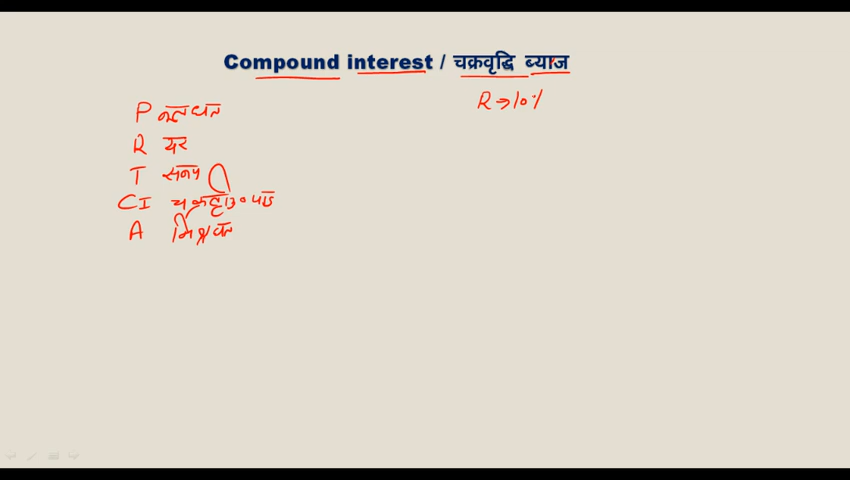 Compound interest / चक्रवृद्धि ब्याज
R → 10%
P मूलधन
R दर
T समय
CI चक्रवृद्धि ब्याज
A मिश्रधन